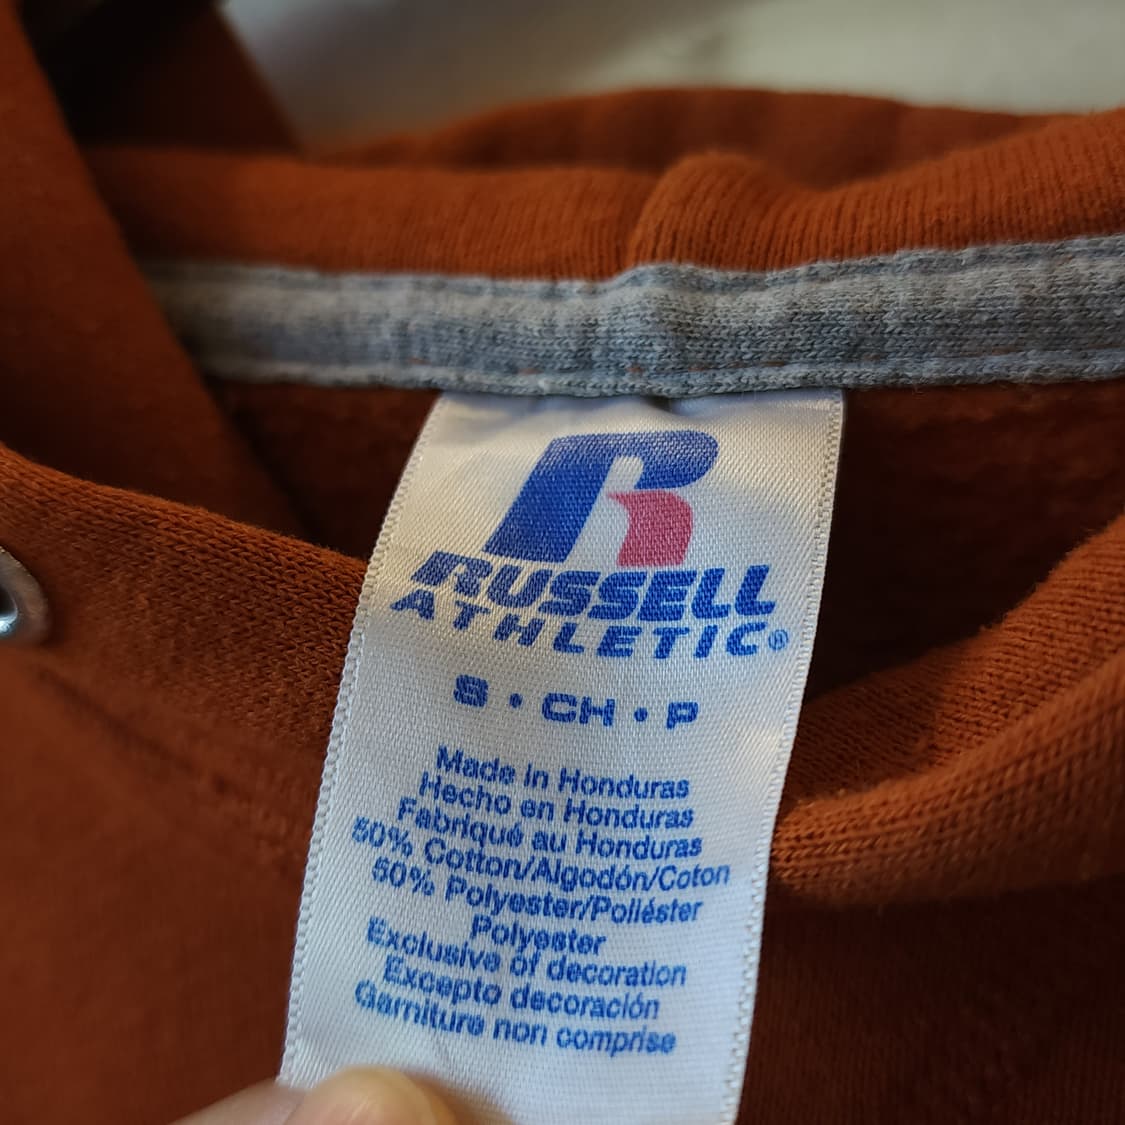 R
RUSSELL
ATHLETIC®
S • CH • P
Made in Honduras
Hecho en Honduras
Fabriqué au Honduras
50% Cotton/Algodón/Coton
50% Polyester/Poliéster
Polyester
Exclusive of decoration
Excepto decoración
Garniture non comprise